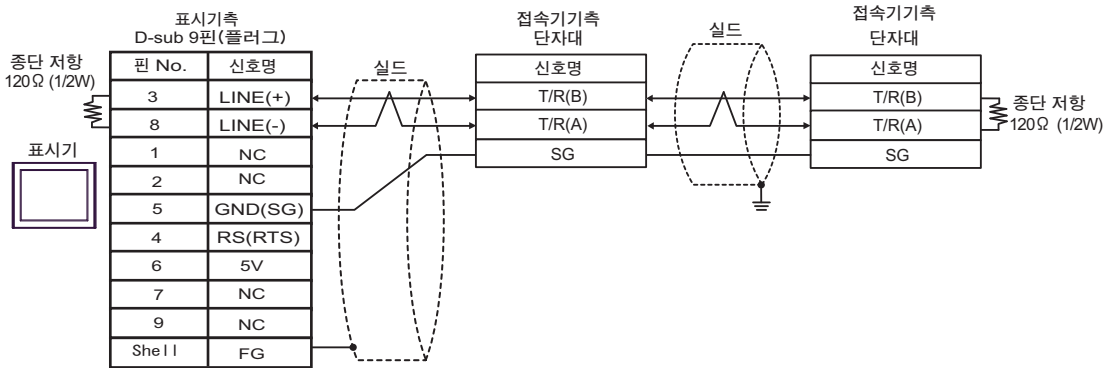 표시기측
D-sub 9핀(플러그)
종단 저항
120Ω (1/2W)
표시기
핀 No. 신호명
3 LINE(+)
8 LINE(-)
1 NC
2 NC
5 GND(SG)
4 RS(RTS)
6 5V
7 NC
9 NC
Shell FG
실드
접속기기측
단자대
신호명
T/R(B)
T/R(A)
SG
실드
접속기기측
단자대
신호명
T/R(B)
T/R(A)
SG
종단 저항
120Ω (1/2W)